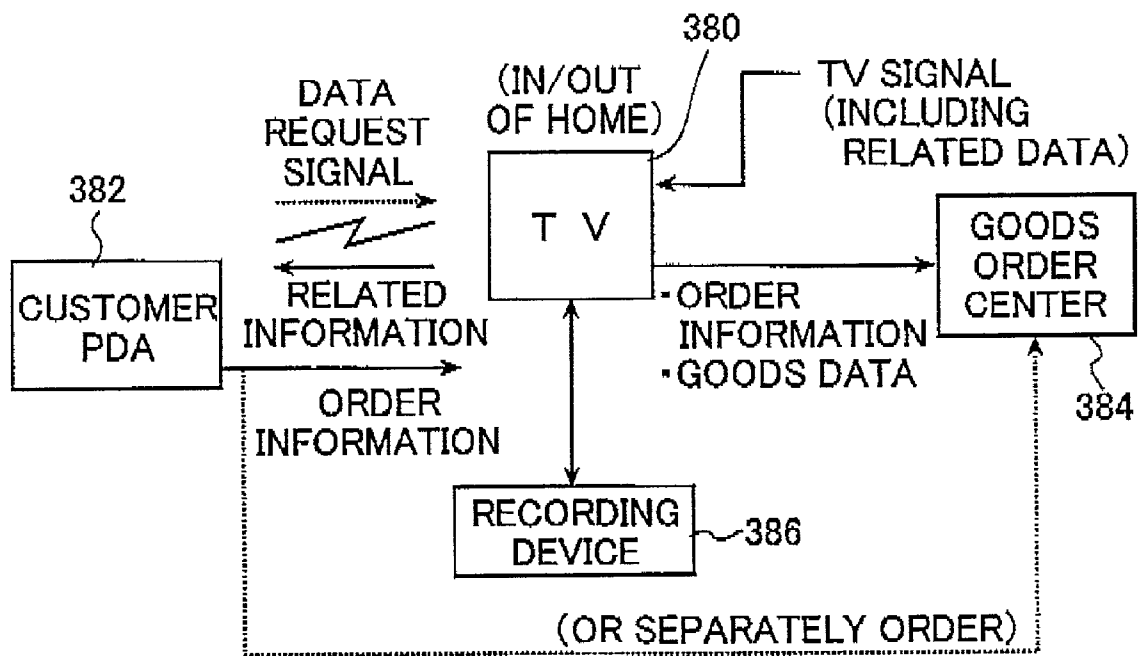 380
(IN/OUT
OF HOME)
TV SIGNAL
(INCLUDING
RELATED DATA)
DATA
REQUEST
SIGNAL
382
T V
GOODS
ORDER
CENTER
CUSTOMER
PDA
RELATED
INFORMATION
・ORDER
INFORMATION
・GOODS DATA
384
ORDER
INFORMATION
RECORDING
DEVICE
386
(OR SEPARATELY ORDER)